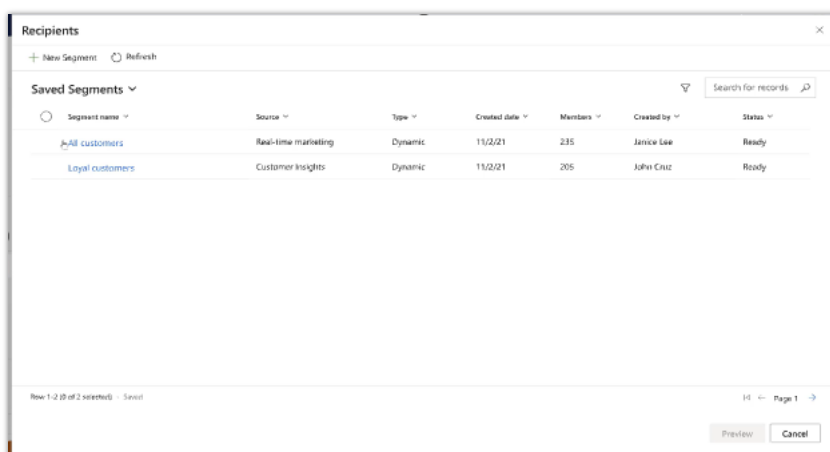 Recipients
New Segment Refresh
Saved Segments Search for records
Segment name Source Type Created date Members Created by Status
All customers Real-time marketing Dynamic 11/2/21 235 Janice Lee Ready
Loyal customers Customer Insights Dynamic 11/2/21 205 John Cruz Ready
Row 1-2 (0 of 2 selected) - Saved Page 1
Preview Cancel